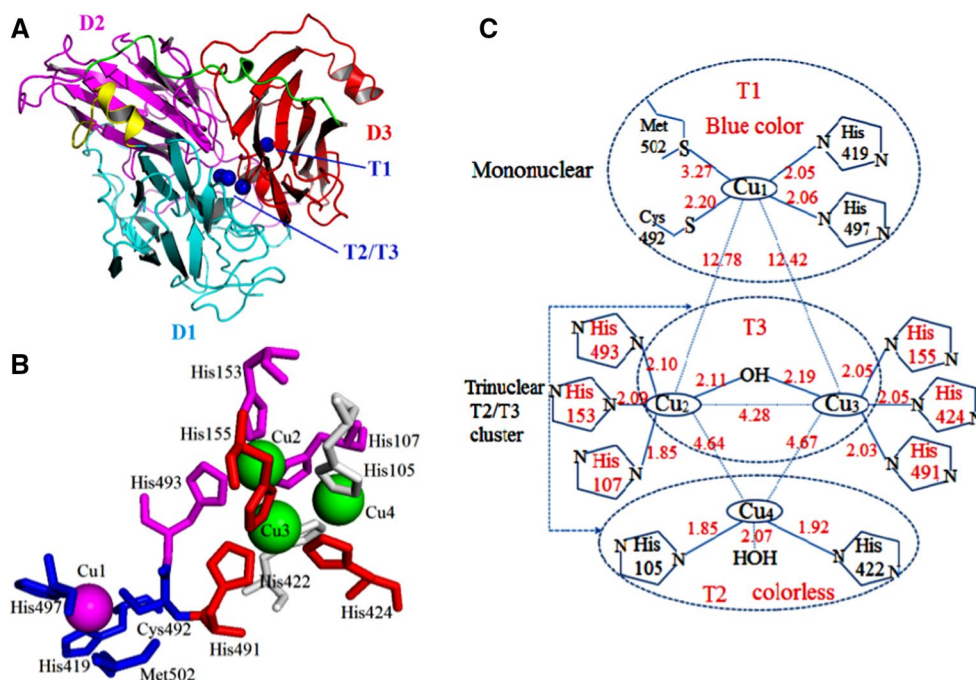 A
D2
D3
T1
T2/T3
D1
B
His153
His155
Cu2
His107
His105
His493
Cu4
Cu3
Cu1
His422
His497
His424
Cys492
His491
His419
Met502
C
T1
Met
502
Blue color
His
419
N
S
3.27
2.05
Mononuclear
Cu1
2.20
2.06
Cys
492
S
N
His
497
N
N
12.78
12.42
T3
N
His
493
N
N
His
155
N
2.10
OH
2.05
2.11
2.19
Trinuclear
T2/T3
cluster
N
His
153
N
2.09
Cu2
4.28
Cu3
2.05
N
His
424
N
4.64
4.67
1.85
2.03
N
His
107
N
N
His
491
N
Cu4
1.85
2.07
1.92
N
His
105
N
HOH
N
His
422
N
T2 colorless